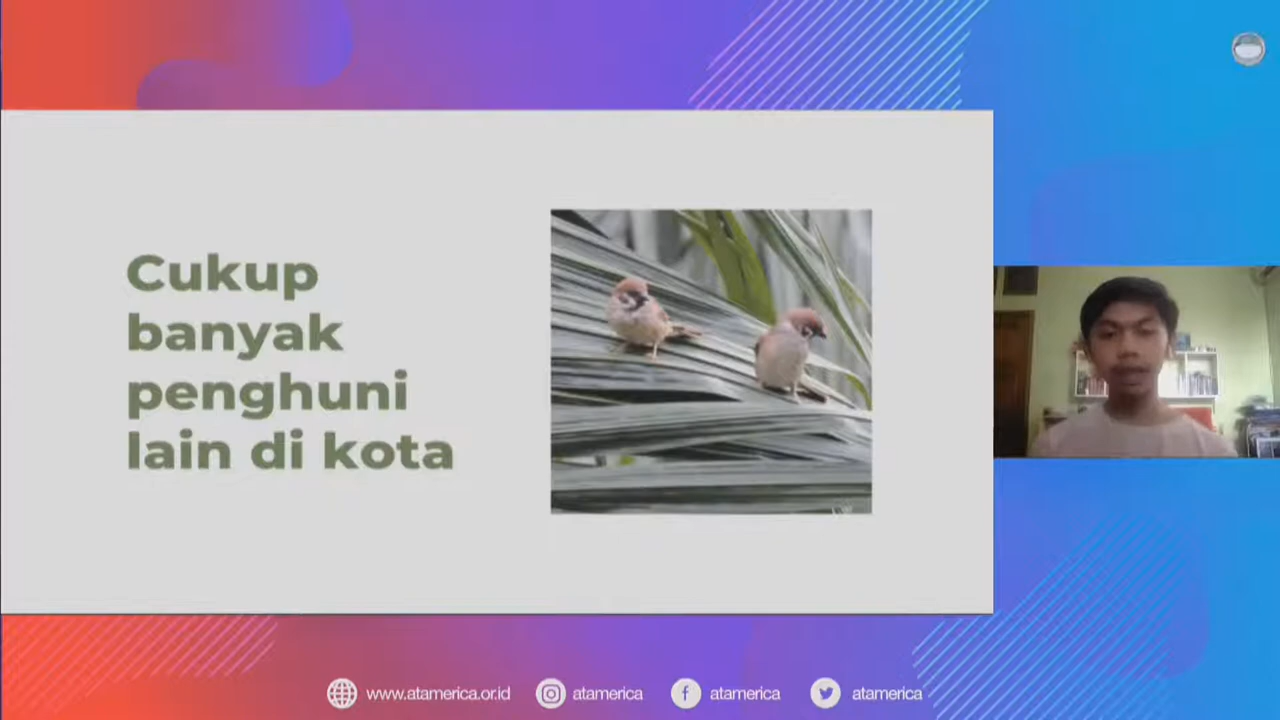 Cukup
banyak
penghuni
lain di kota
www.atamerica.or.id
atamerica
atamerica
atamerica